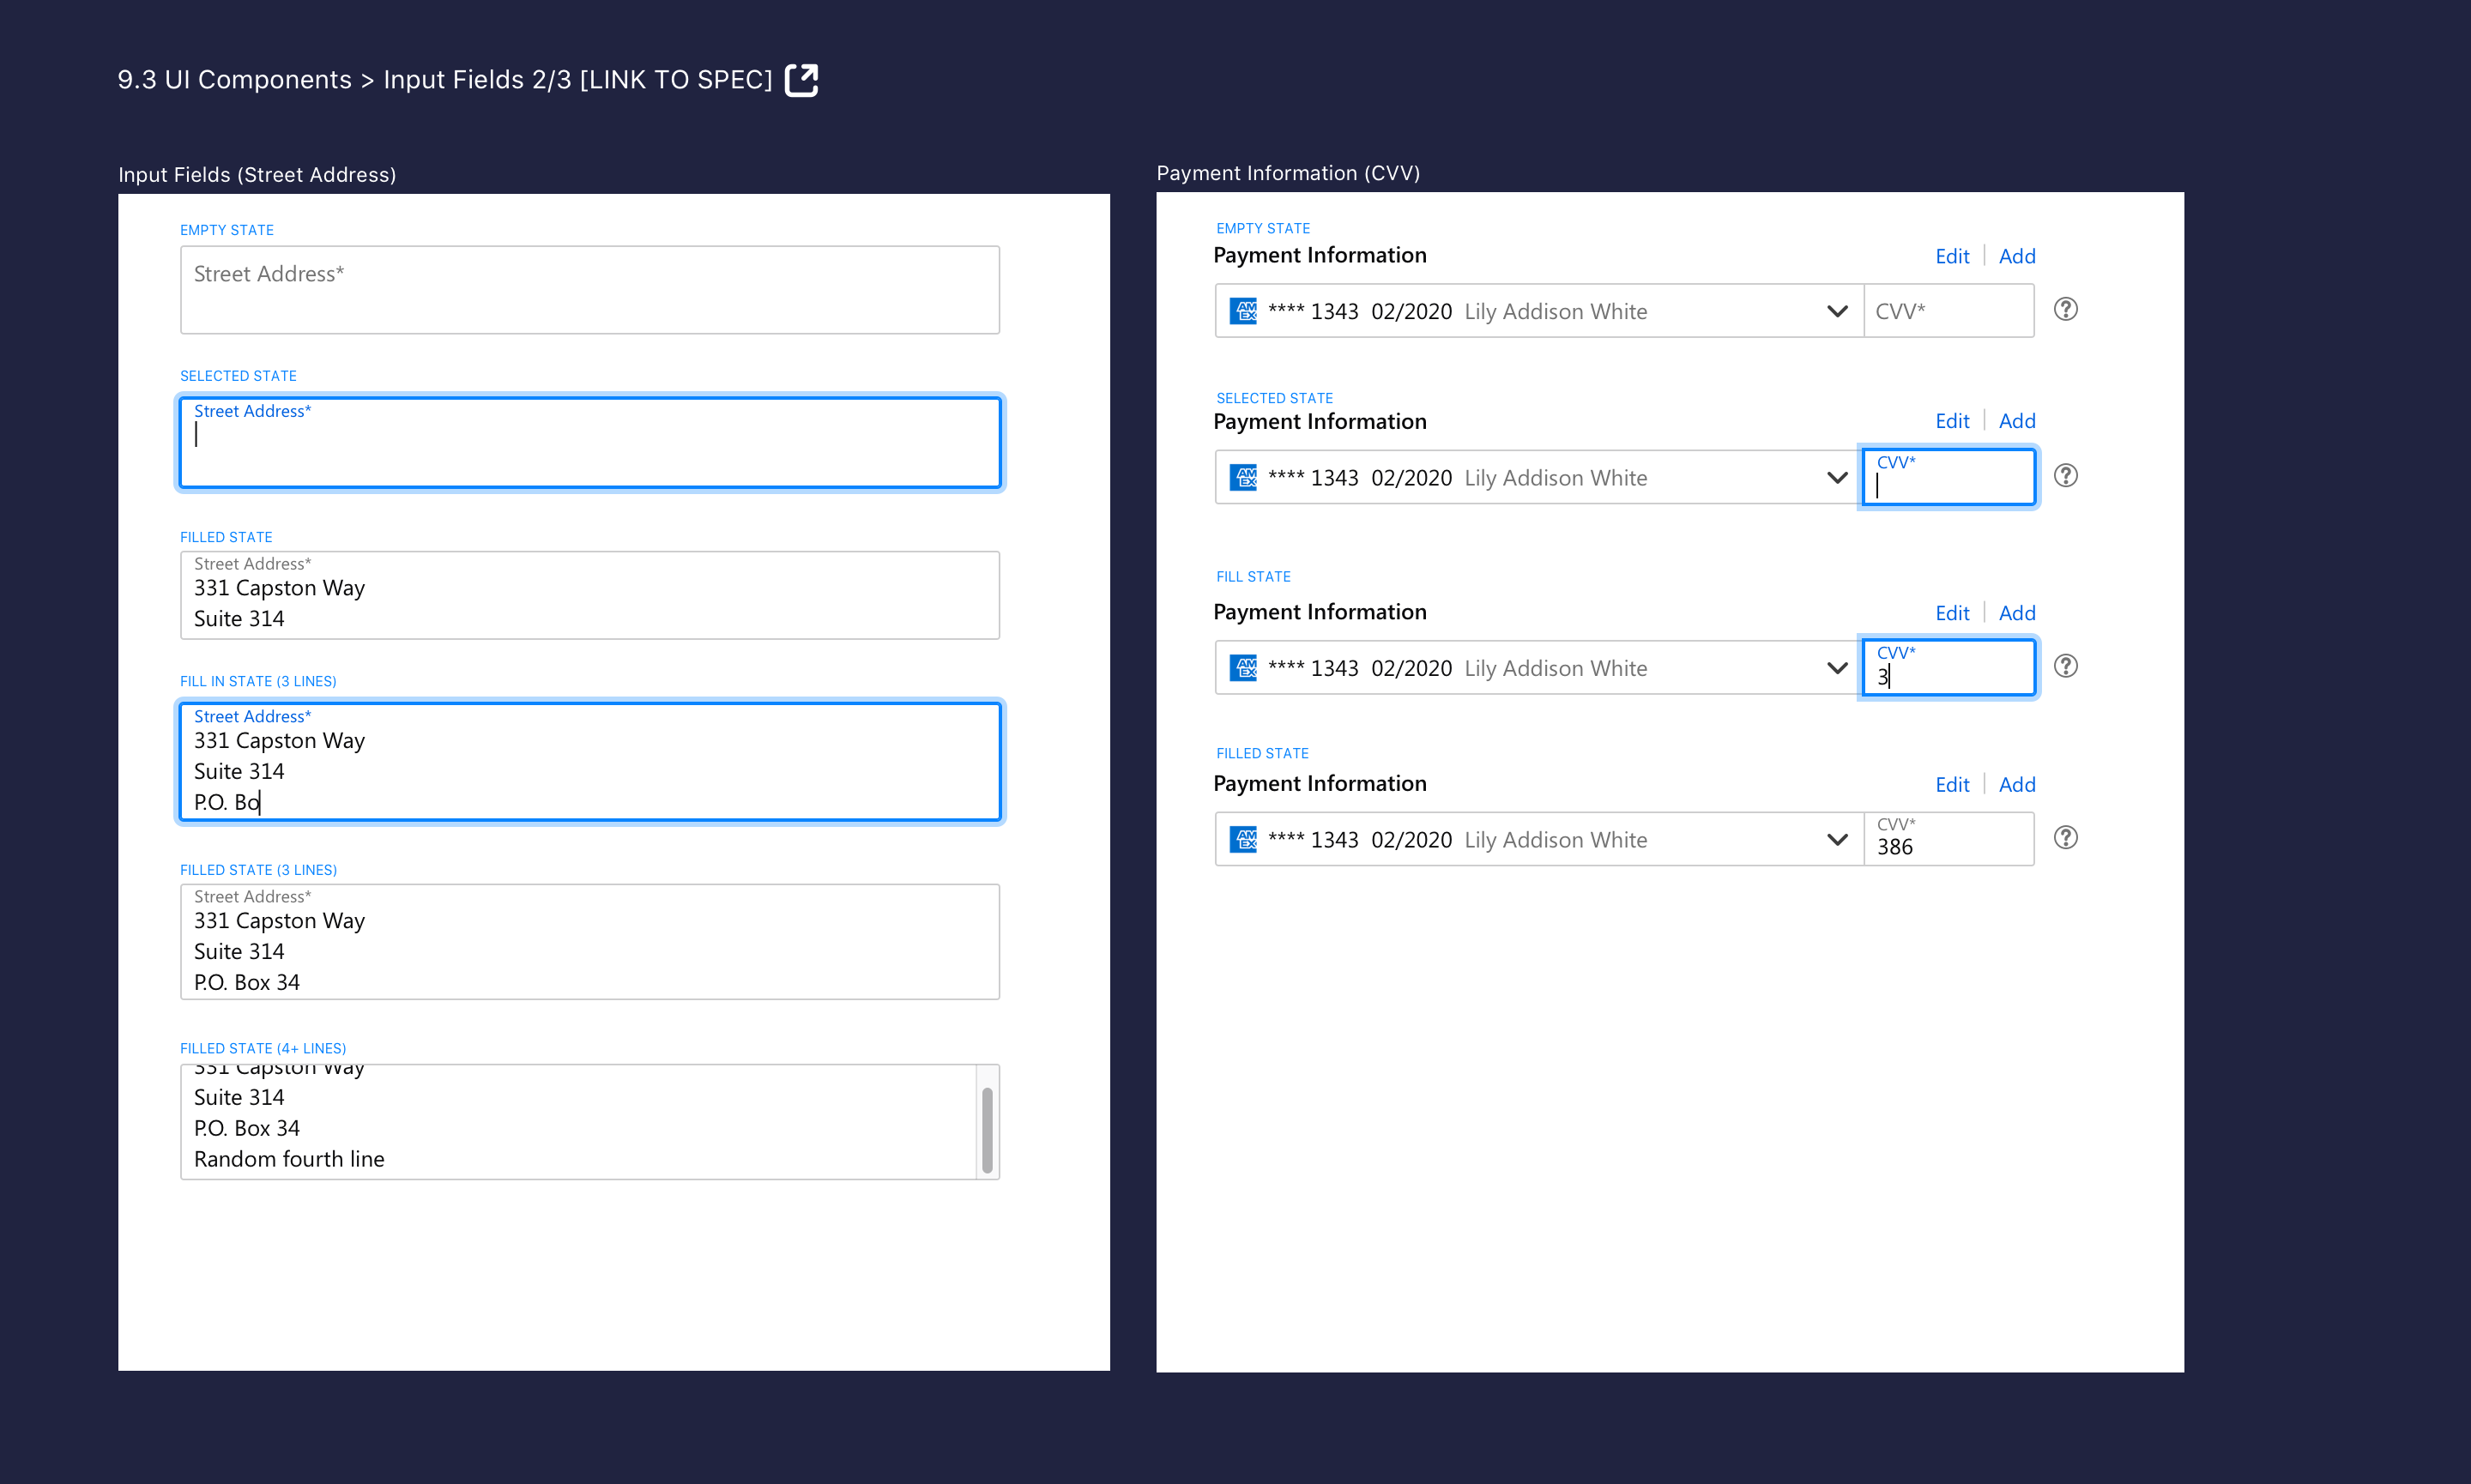 9.3 UI Components > Input Fields 2/3 [LINK TO SPEC]
Input Fields (Street Address)
EMPTY STATE
Street Address*
SELECTED STATE
Street Address*
FILLED STATE
Street Address*
331 Capston Way
Suite 314
FILL IN STATE (3 LINES)
Street Address*
331 Capston Way
Suite 314
P.O. Bo
FILLED STATE (3 LINES)
Street Address*
331 Capston Way
Suite 314
P.O. Box 34
FILLED STATE (4+ LINES)
331 Capston Way
Suite 314
P.O. Box 34
Random fourth line
Payment Information (CVV)
EMPTY STATE
Payment Information Edit Add
AMEX **** 1343 02/2020 Lily Addison White CVV* ?
SELECTED STATE
Payment Information Edit Add
CVV*
AMEX **** 1343 02/2020 Lily Addison White ?
FILL STATE
Payment Information Edit Add
CVV*
AMEX **** 1343 02/2020 Lily Addison White 3 ?
FILLED STATE
Payment Information Edit Add
CVV*
AMEX **** 1343 02/2020 Lily Addison White 386 ?